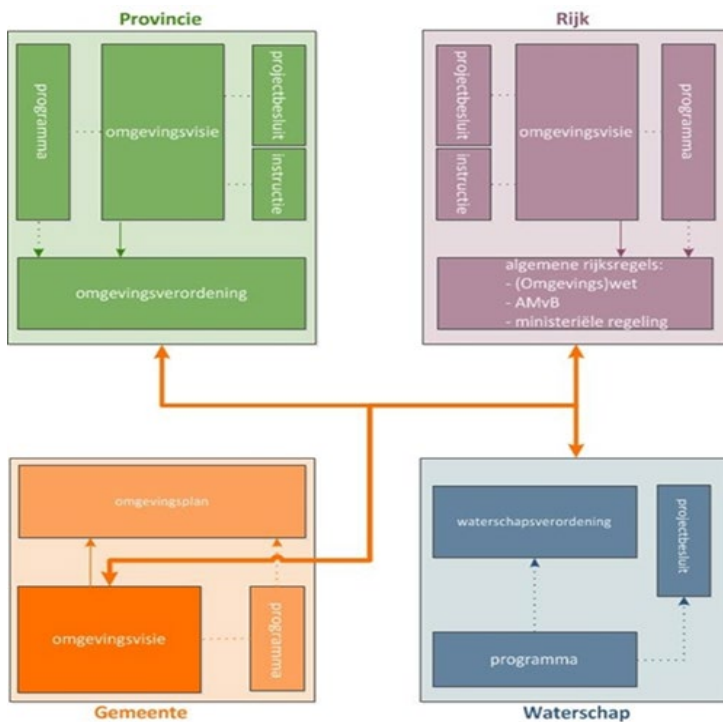 Provincie
programma
omgevingsvisie
projectbesluit
instructie
omgevingsverordening
Rijk
projectbesluit
instructie
omgevingsvisie
programma
algemene rijksregels:
- (Omgevings)wet
- AMvB
- ministeriële regeling
omgevingsplan
omgevingsvisie
programma
Gemeente
waterschapsverordening
projectbesluit
programma
Waterschap